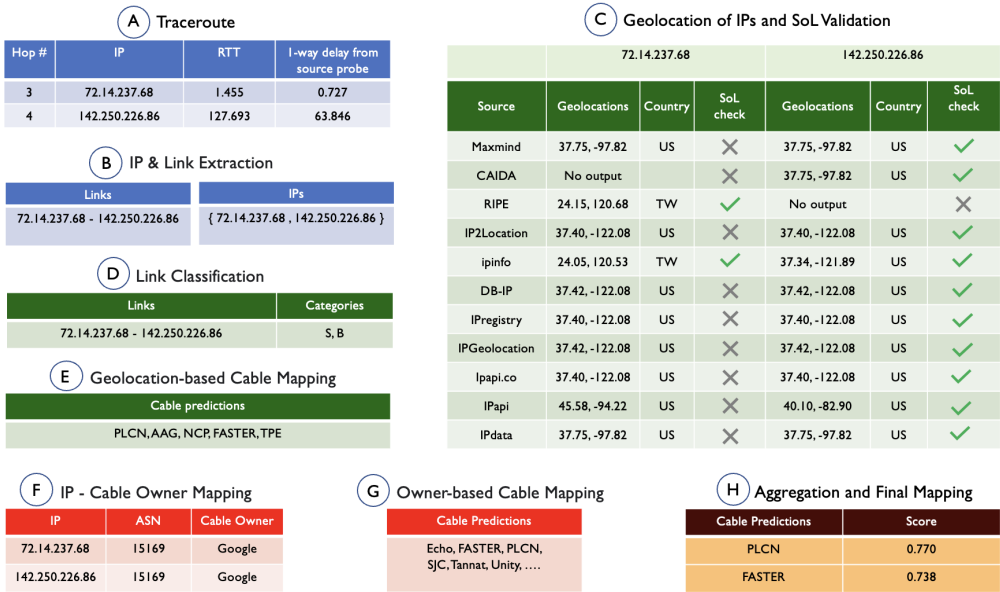 A Traceroute
Hop # IP RTT 1-way delay from source probe
3 72.14.237.68 1.455 0.727
4 142.250.226.86 127.693 63.846
B IP & Link Extraction
Links IPs
72.14.237.68 - 142.250.226.86 { 72.14.237.68 , 142.250.226.86 }
D Link Classification
Links Categories
72.14.237.68 - 142.250.226.86 S, B
E Geolocation-based Cable Mapping
Cable predictions
PLCN, AAG, NCP, FASTER, TPE
C Geolocation of IPs and SoL Validation
72.14.237.68 142.250.226.86
Source Geolocations Country SoL check Geolocations Country SoL check
Maxmind 37.75, -97.82 US 37.75, -97.82 US
CAIDA No output 37.75, -97.82 US
RIPE 24.15, 120.68 TW No output
IP2Location 37.40, -122.08 US 37.40, -122.08 US
ipinfo 24.05, 120.53 TW 37.34, -121.89 US
DB-IP 37.42, -122.08 US 37.42, -122.08 US
IPregistry 37.40, -122.08 US 37.40, -122.08 US
IPGeolocation 37.42, -122.08 US 37.42, -122.08 US
Ipapi.co 37.40, -122.08 US 37.40, -122.08 US
IPapi 45.58, -94.22 US 40.10, -82.90 US
IPdata 37.75, -97.82 US 37.75, -97.82 US
F IP - Cable Owner Mapping
IP ASN Cable Owner
72.14.237.68 15169 Google
142.250.226.86 15169 Google
G Owner-based Cable Mapping
Cable Predictions
Echo, FASTER, PLCN,
SJC, Tannat, Unity, ....
H Aggregation and Final Mapping
Cable Predictions Score
PLCN 0.770
FASTER 0.738